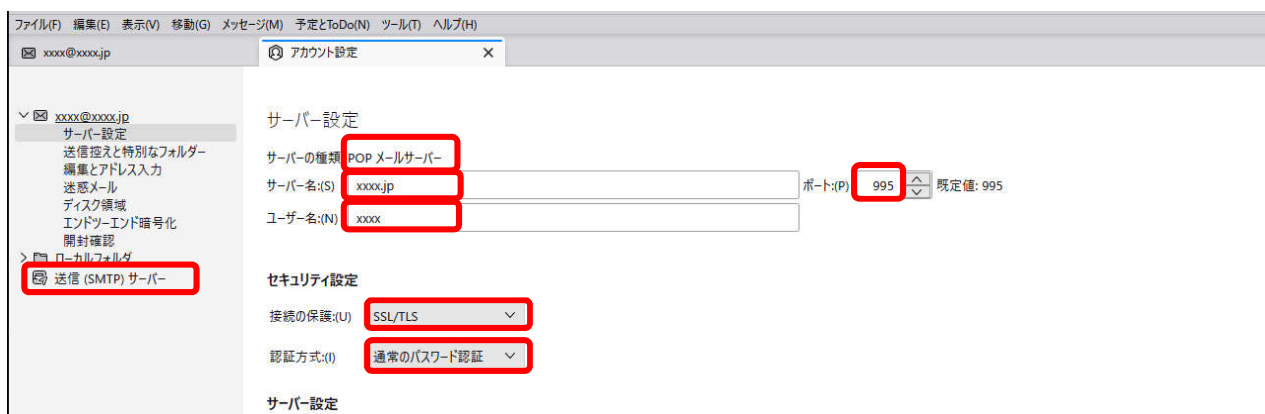 ファイル(F) 編集(E) 表示(V) 移動(G) メッセージ(M) 予定とToDo(N) ツール(T) ヘルプ(H)
xxxx@xxxx.jp アカウント設定
xxxx@xxxx.jp
サーバー設定
送信控えと特別なフォルダー
編集とアドレス入力
迷惑メール
ディスク領域
エンドツーエンド暗号化
開封確認
ローカルフォルダ
送信 (SMTP) サーバー
サーバー設定
サーバーの種類 POP メールサーバー
サーバー名:(S) xxxx.jp ポート:(P) 995 既定値: 995
ユーザー名:(N) xxxx
セキュリティ設定
接続の保護:(U) SSL/TLS
認証方式:(I) 通常のパスワード認証
サーバー設定